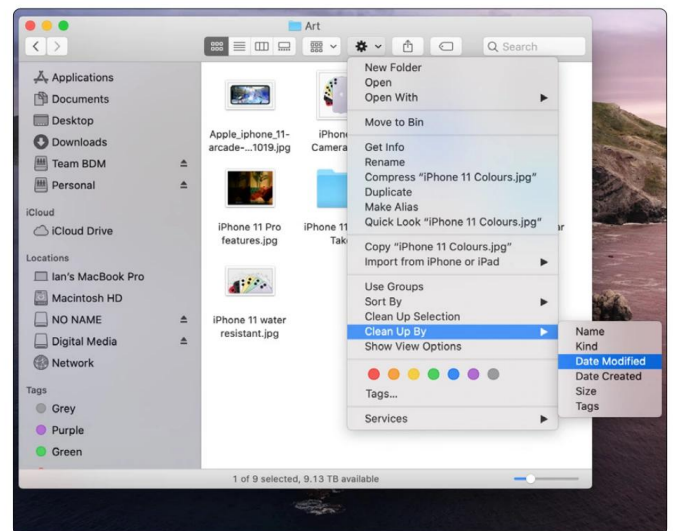 Art
Search
Applications
Documents
Desktop
Downloads
Team BDM
Personal
iCloud
iCloud Drive
Locations
Ian's MacBook Pro
Macintosh HD
NO NAME
Digital Media
Network
Tags
Grey
Purple
Green
Apple_iphone_11-
arcade-...1019.jpg
iPhone
Camera
iPhone 11 Pro
features.jpg
iPhone 11
Take
iPhone 11 water
resistant.jpg
New Folder
Open
Open With
Move to Bin
Get Info
Rename
Compress "iPhone 11 Colours.jpg"
Duplicate
Make Alias
Quick Look "iPhone 11 Colours.jpg"
Copy "iPhone 11 Colours.jpg"
Import from iPhone or iPad
Use Groups
Sort By
Clean Up Selection
Clean Up By
Show View Options
Tags...
Services
Name
Kind
Date Modified
Date Created
Size
Tags
1 of 9 selected, 9.13 TB available